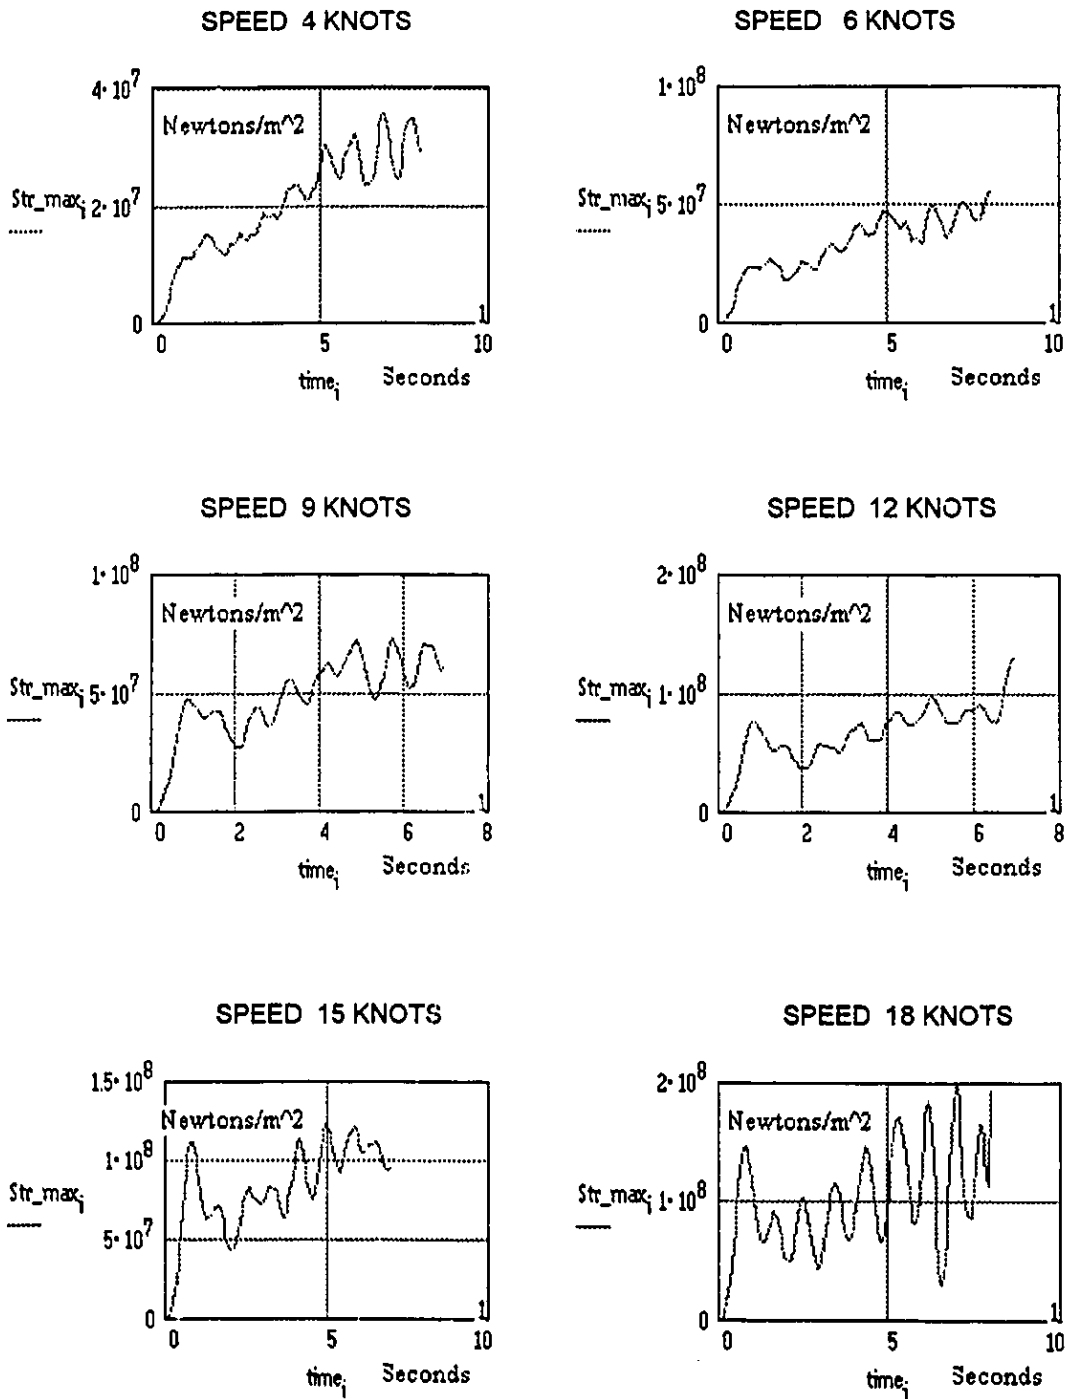 SPEED 4 KNOTS
4·10^7
Newtons/m^2
Str_max_i
2·10^7
0
1
0 5 10
time_i Seconds
SPEED 6 KNOTS
1·10^8
Newtons/m^2
Str_max_i
5·10^7
0
1
0 5 10
time_i Seconds
SPEED 9 KNOTS
1·10^8
Newtons/m^2
Str_max_i
5·10^7
0
1
0 2 4 6 8
time_i Seconds
SPEED 12 KNOTS
2·10^8
Newtons/m^2
Str_max_i
1·10^8
0
1
0 2 4 6 8
time_i Seconds
SPEED 15 KNOTS
1.5·10^8
Newtons/m^2
1·10^8
Str_max_i
5·10^7
0
1
0 5 10
time_i Seconds
SPEED 18 KNOTS
2·10^8
Newtons/m^2
Str_max_i
1·10^8
0
1
0 5 10
time_i Seconds